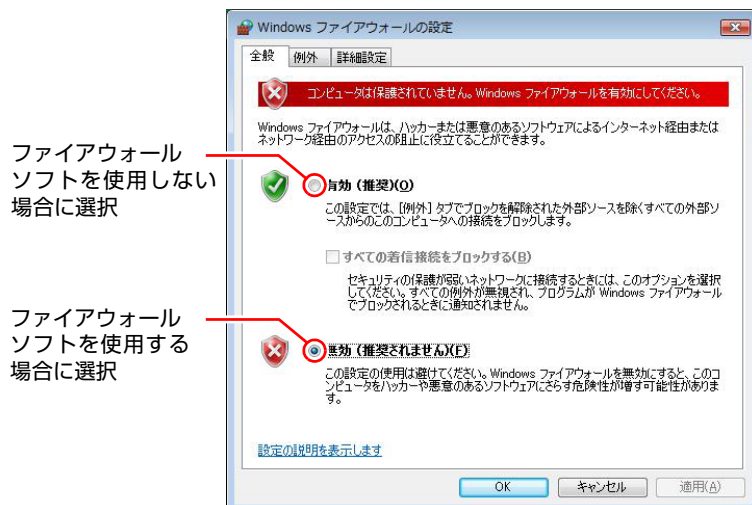 Windows ファイアウォールの設定
全般
例外
詳細設定
コンピュータは保護されていません。Windows ファイアウォールを有効にしてください。
Windows ファイアウォールは、ハッカーまたは悪意のあるソフトウェアによるインターネット経由または
ネットワーク経由のアクセスの阻止に役立てることができます。
ファイアウォール
ソフトを使用しない
場合に選択
有効 (推奨)(O)
この設定では、[例外] タブでブロックを解除された外部ソースを除くすべての外部ソ
ースからのこのコンピュータへの接続をブロックします。
すべての着信接続をブロックする(B)
セキュリティの保護が弱いネットワークに接続するときには、このオプションを選択
してください。すべての例外が無視され、プログラムが Windows ファイアウォール
でブロックされるときに通知されません。
ファイアウォール
ソフトを使用する
場合に選択
無効 (推奨されません)(F)
この設定の使用は避けてください。Windows ファイアウォールを無効にすると、このコ
ンピュータをハッカーや悪意のあるソフトウェアにさらす危険性が増す可能性がありま
す。
設定の説明を表示します
OK
キャンセル
適用(A)